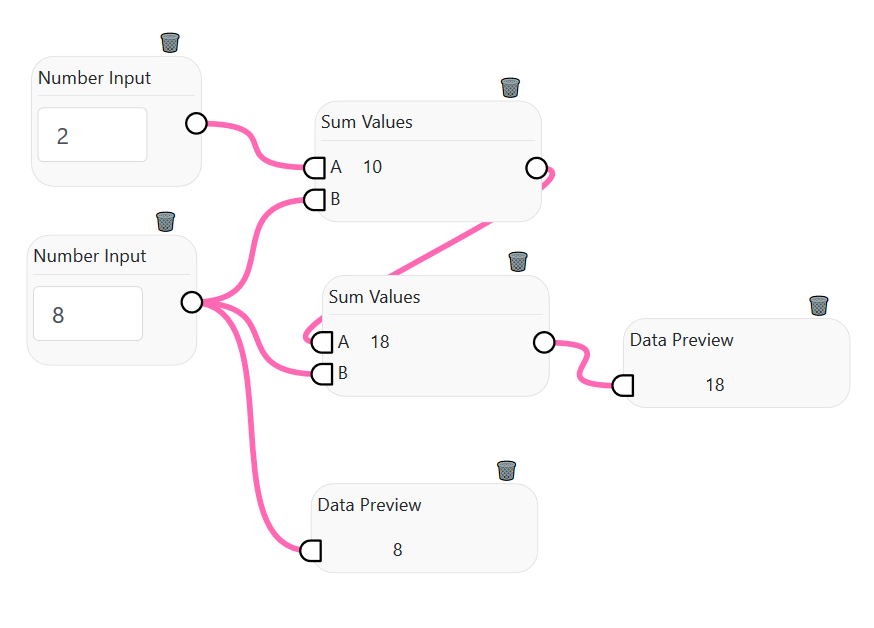 Number Input
2
Sum Values
A 10
B
Number Input
8
Sum Values
A 18
B
Data Preview
18
Data Preview
8